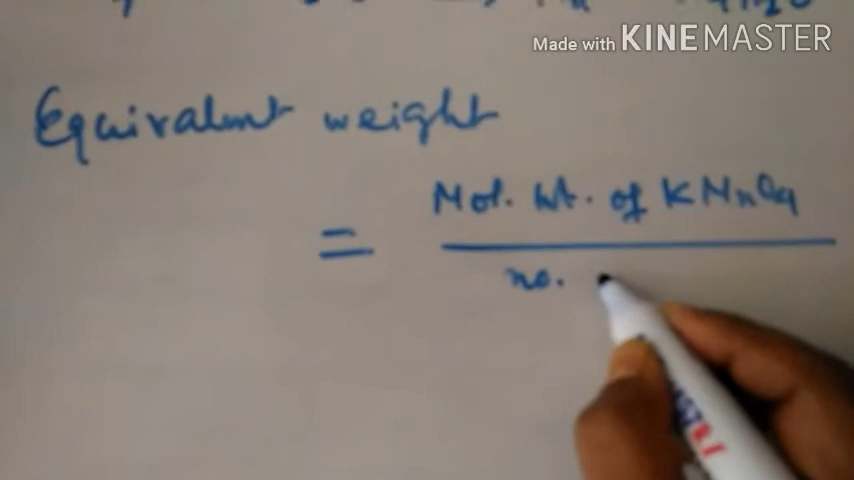 Made with KINEMASTER
Equivalent weight
= Mol. wt. of KMnO4
no.